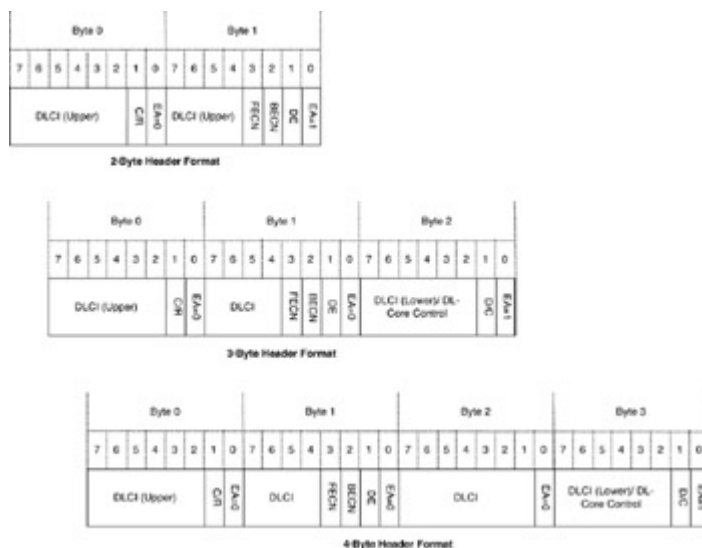 Byte 0 Byte 1
7 6 5 4 3 2 1 0 7 6 5 4 3 2 1 0
DLCI (Upper) C/R EA=0 DLCI (Upper) FECN BECN DE EA=1
2-Byte Header Format
Byte 0 Byte 1 Byte 2
7 6 5 4 3 2 1 0 7 6 5 4 3 2 1 0 7 6 5 4 3 2 1 0
DLCI (Upper) C/R EA=0 DLCI FECN BECN DE EA=0 DLCI (Lower)/ DL-
Core Control D/C EA=1
3-Byte Header Format
Byte 0 Byte 1 Byte 2 Byte 3
7 6 5 4 3 2 1 0 7 6 5 4 3 2 1 0 7 6 5 4 3 2 1 0 7 6 5 4 3 2 1 0
DLCI (Upper) C/R EA=0 DLCI FECN BECN DE EA=0 DLCI EA=0 DLCI (Lower)/ DL-
Core Control D/C EA=1
4-Byte Header Format